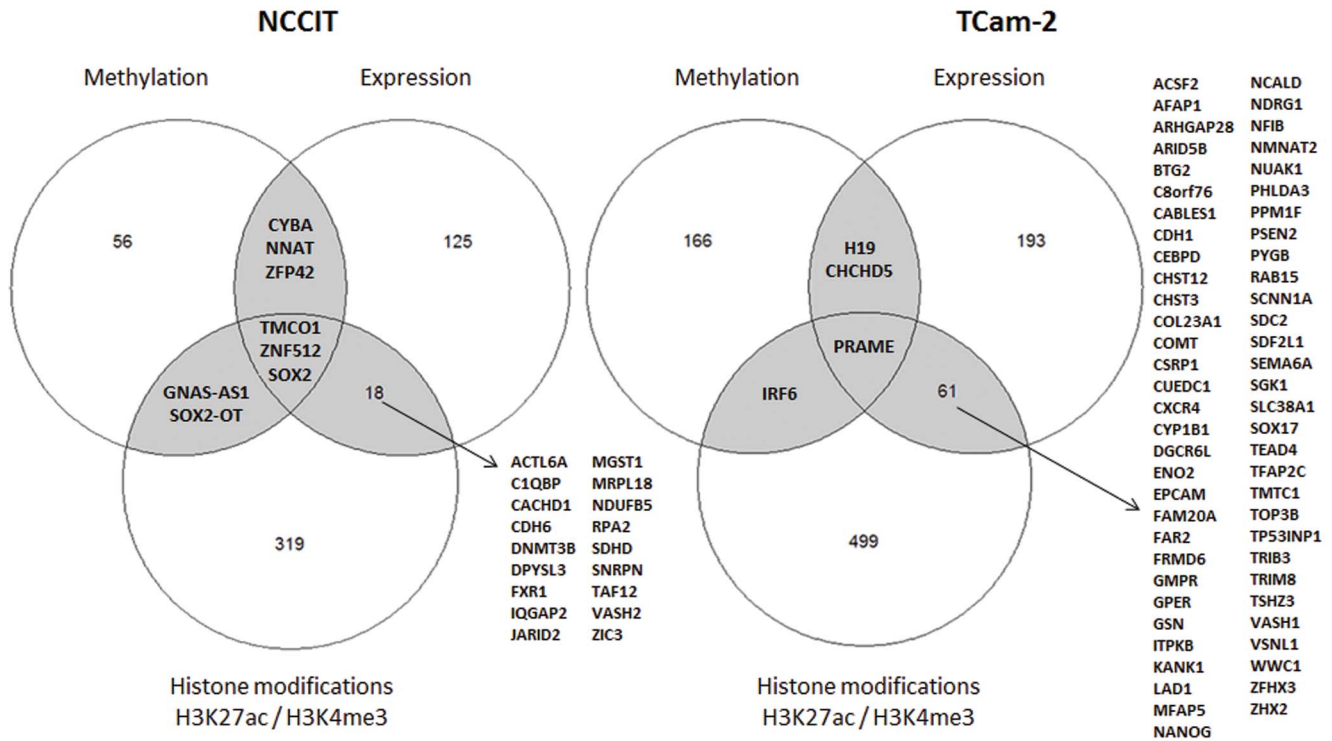 NCCIT
Methylation
Expression
56
CYBA
NNAT
ZFP42
125
TMCO1
ZNF512
SOX2
GNAS-AS1
SOX2-OT
18
319
ACTL6A MGST1
C1QBP MRPL18
CACHD1 NDUFB5
CDH6 RPA2
DNMT3B SDHD
DPYSL3 SNRPN
FXR1 TAF12
IQGAP2 VASH2
JARID2 ZIC3
Histone modifications
H3K27ac / H3K4me3
TCam-2
Methylation
Expression
166
H19
CHCHD5
193
PRAME
IRF6
61
499
Histone modifications
H3K27ac / H3K4me3
ACSF2 NCALD
AFAP1 NDRG1
ARHGAP28 NFIB
ARID5B NMNAT2
BTG2 NUAK1
C8orf76 PHLDA3
CABLES1 PPM1F
CDH1 PSEN2
CEBPD PYGB
CHST12 RAB15
CHST3 SCNN1A
COL23A1 SDC2
COMT SDF2L1
CSRP1 SEMA6A
CUEDC1 SGK1
CXCR4 SLC38A1
CYP1B1 SOX17
DGCR6L TEAD4
ENO2 TFAP2C
EPCAM TMTC1
FAM20A TOP3B
FAR2 TP53INP1
FRMD6 TRIB3
GMPR TRIM8
GPER TSHZ3
GSN VASH1
ITPKB VSNL1
KANK1 WWC1
LAD1 ZFHX3
MFAP5 ZHX2
NANOG